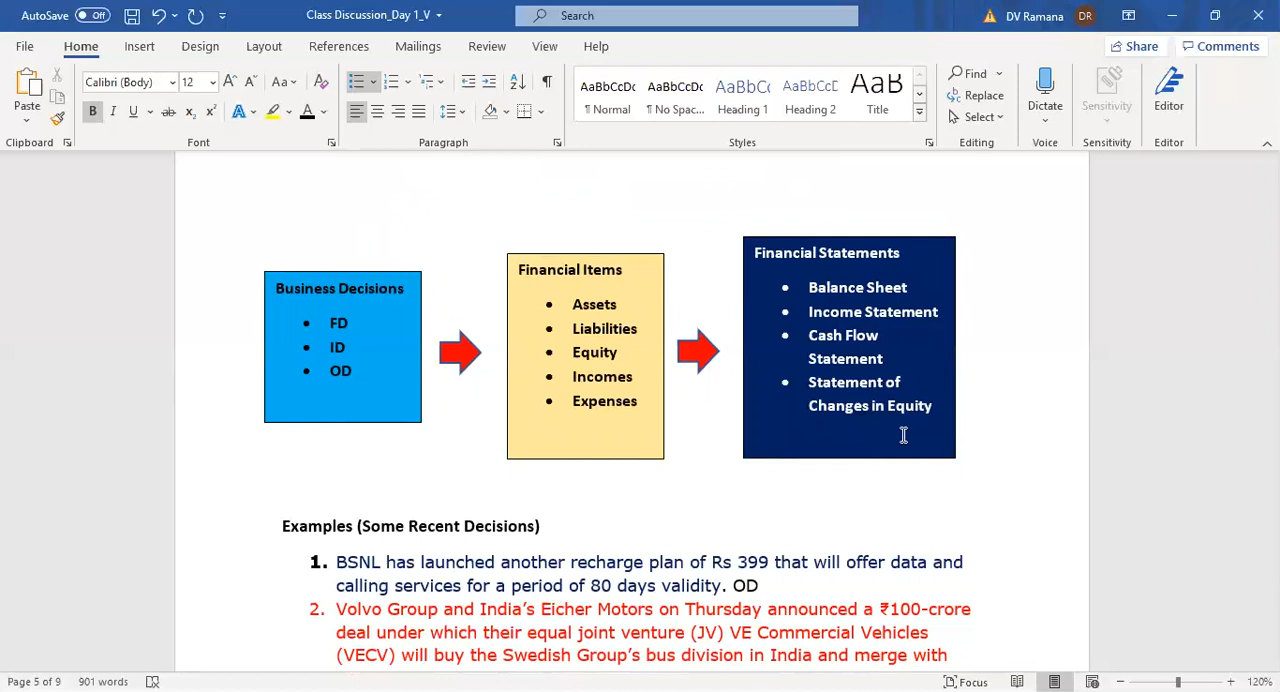 AutoSave Off Class Discussion_Day 1_V Search DV Ramana DR
File Home Insert Design Layout References Mailings Review View Help Share Comments
Paste Calibri (Body) 12 Aa AaBbCcDc AaBbCcDc AaBbCc AaBbCcD AaB Find Dictate Sensitivity Editor
¶ Normal ¶ No Spac... Heading 1 Heading 2 Title Replace
Select
Clipboard Font Paragraph Styles Editing Voice Sensitivity Editor
Business Decisions
• FD
• ID
• OD
Financial Items
• Assets
• Liabilities
• Equity
• Incomes
• Expenses
Financial Statements
• Balance Sheet
• Income Statement
• Cash Flow
Statement
• Statement of
Changes in Equity
Examples (Some Recent Decisions)
1. BSNL has launched another recharge plan of Rs 399 that will offer data and
calling services for a period of 80 days validity. OD
2. Volvo Group and India's Eicher Motors on Thursday announced a ₹100-crore
deal under which their equal joint venture (JV) VE Commercial Vehicles
(VECV) will buy the Swedish Group's bus division in India and merge with
Page 5 of 9 901 words Focus 120%